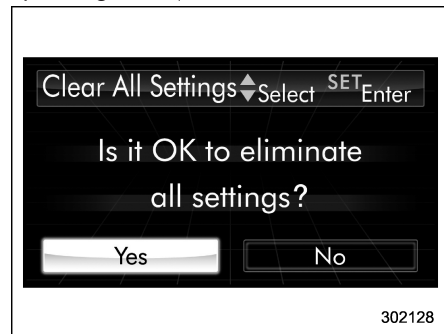 Clear All Settings Select SET Enter
Is it OK to eliminate
all settings?
Yes No
302128